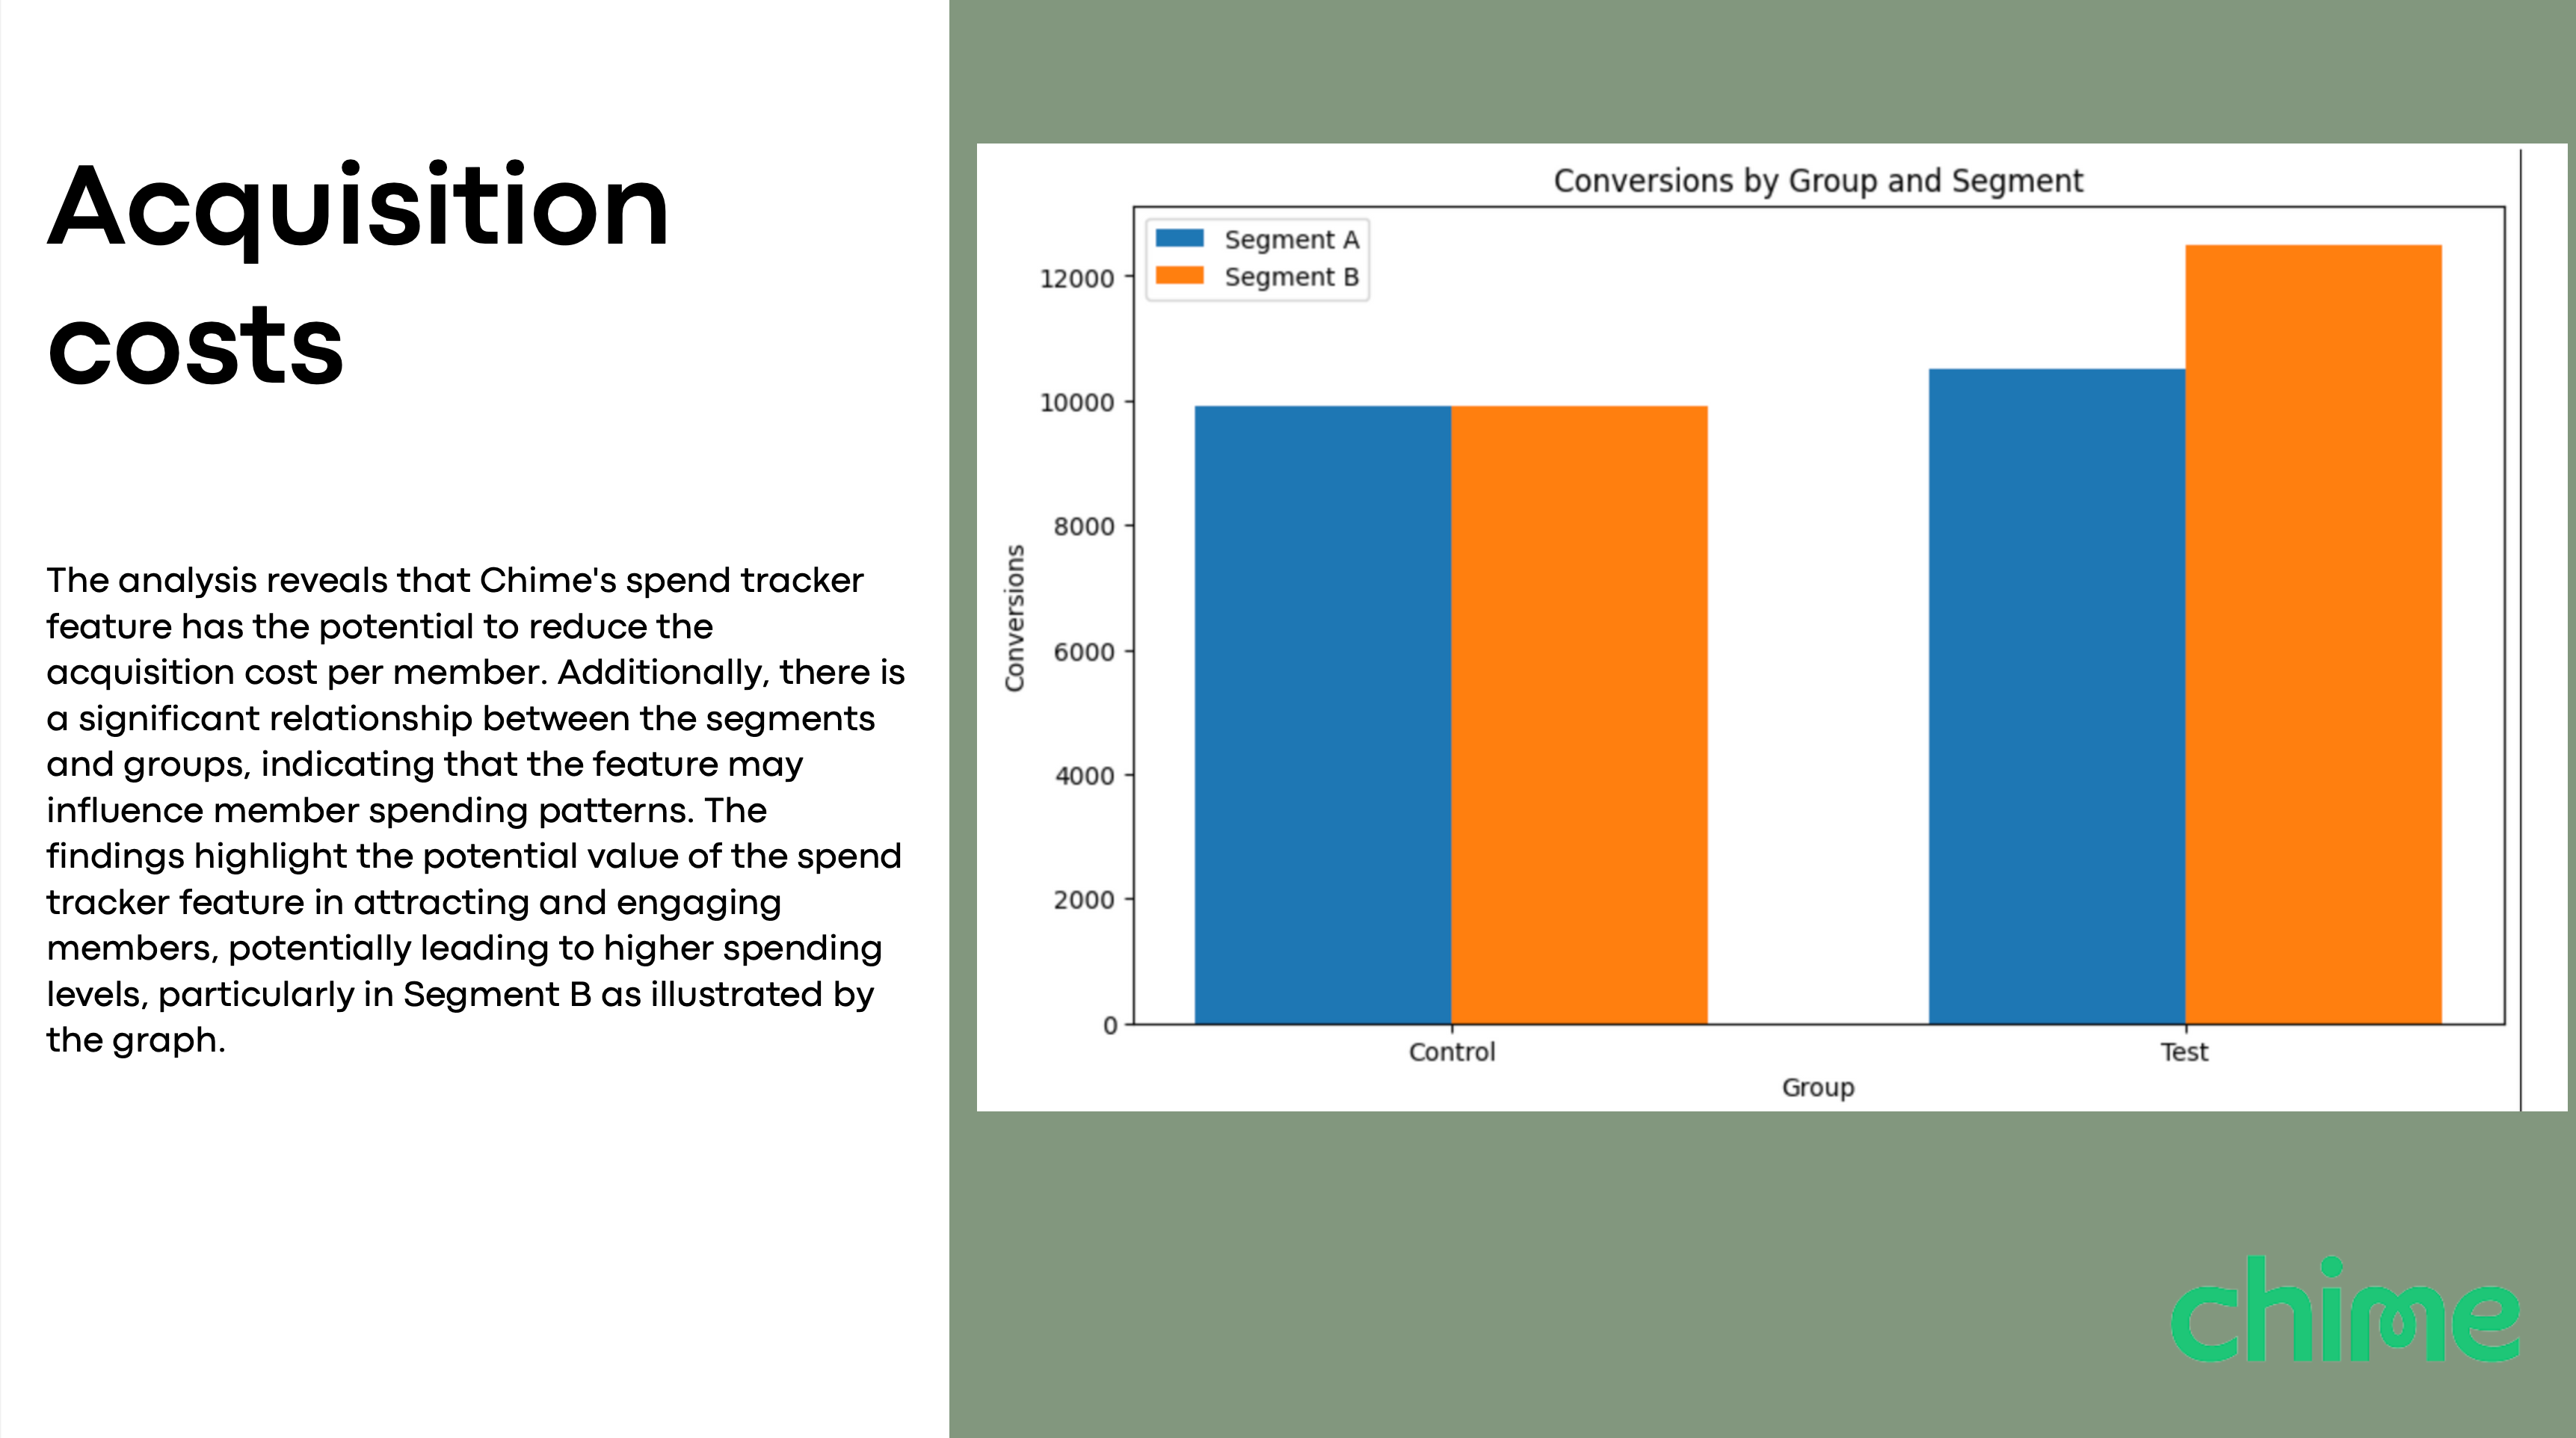 Acquisition
costs
The analysis reveals that Chime's spend tracker
feature has the potential to reduce the
acquisition cost per member. Additionally, there is
a significant relationship between the segments
and groups, indicating that the feature may
influence member spending patterns. The
findings highlight the potential value of the spend
tracker feature in attracting and engaging
members, potentially leading to higher spending
levels, particularly in Segment B as illustrated by
the graph.
Conversions by Group and Segment
Segment A
Segment B
12000
10000
8000
6000
4000
2000
0
Conversions
Control
Test
Group
chime